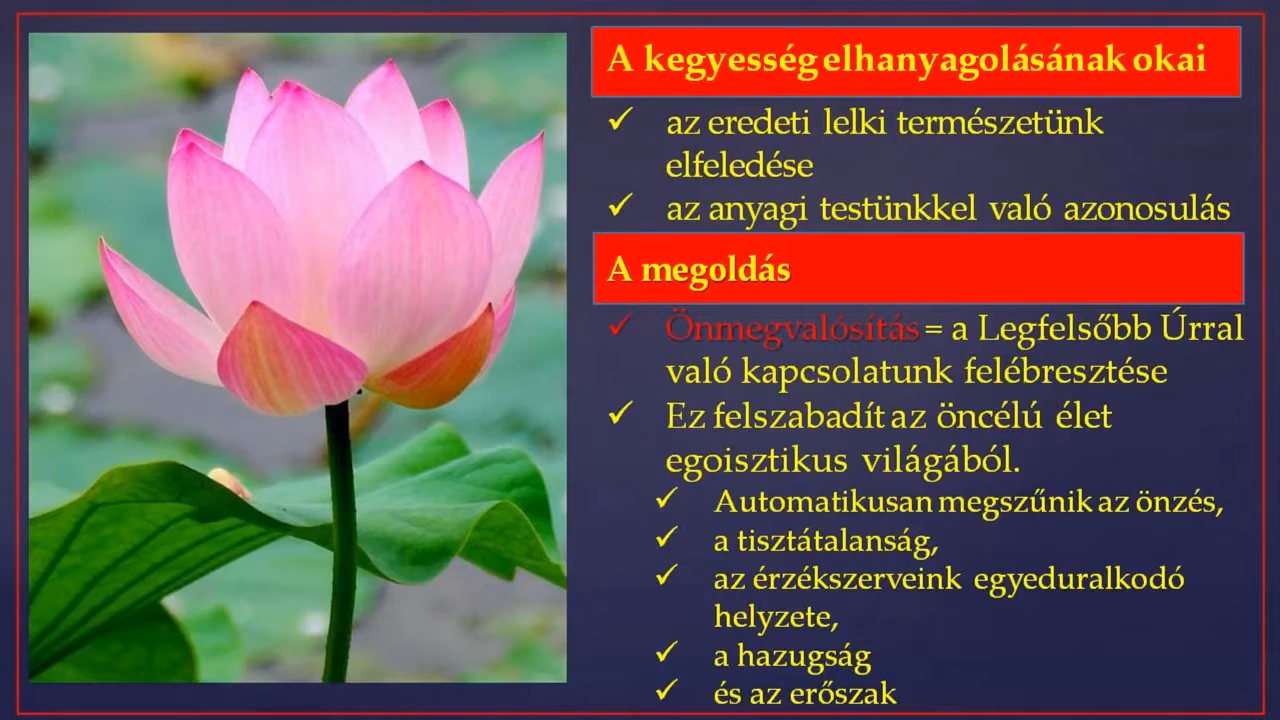 A kegyesség elhanyagolásának okai
✓ az eredeti lelki természetünk
elfeledése
✓ az anyagi testünkkel való azonosulás
A megoldás
✓ Önmegvalósítás = a Legfelsőbb Úrral
való kapcsolatunk felébresztése
✓ Ez felszabadít az öncélú élet
egoisztikus világából.
✓ Automatikusan megszűnik az önzés,
✓ a tisztátalanság,
✓ az érzékszerveink egyeduralkodó
helyzete,
✓ a hazugság
✓ és az erőszak